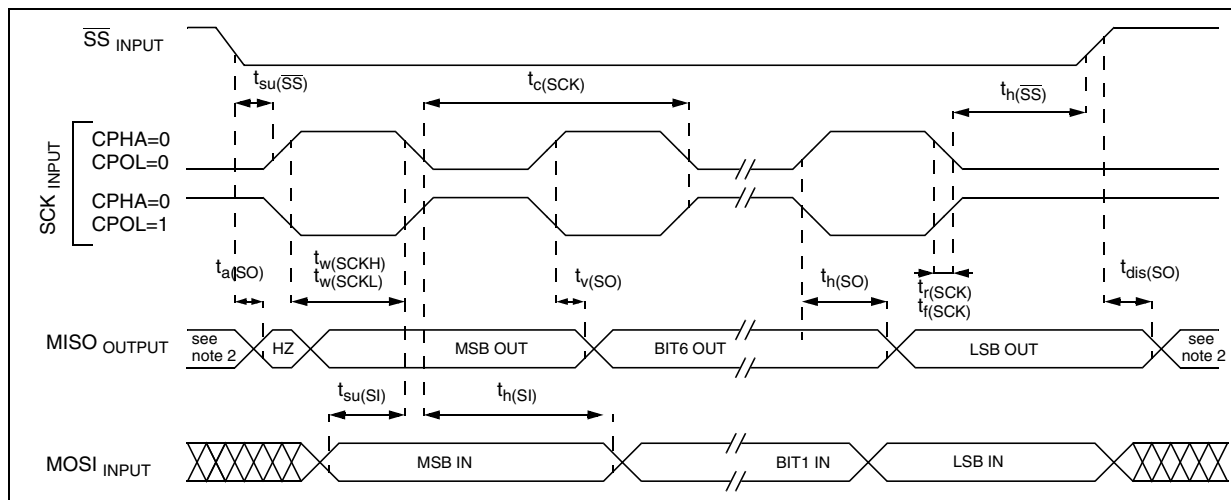 SS INPUT
tsu(SS)
tc(SCK)
th(SS)
SCK INPUT
CPHA=0
CPOL=0
CPHA=0
CPOL=1
ta(SO)
tw(SCKH)
tw(SCKL)
tv(SO)
th(SO)
tr(SCK)
tf(SCK)
tdis(SO)
MISO OUTPUT
see note 2
HZ
MSB OUT
BIT6 OUT
LSB OUT
see note 2
tsu(SI)
th(SI)
MOSI INPUT
MSB IN
BIT1 IN
LSB IN